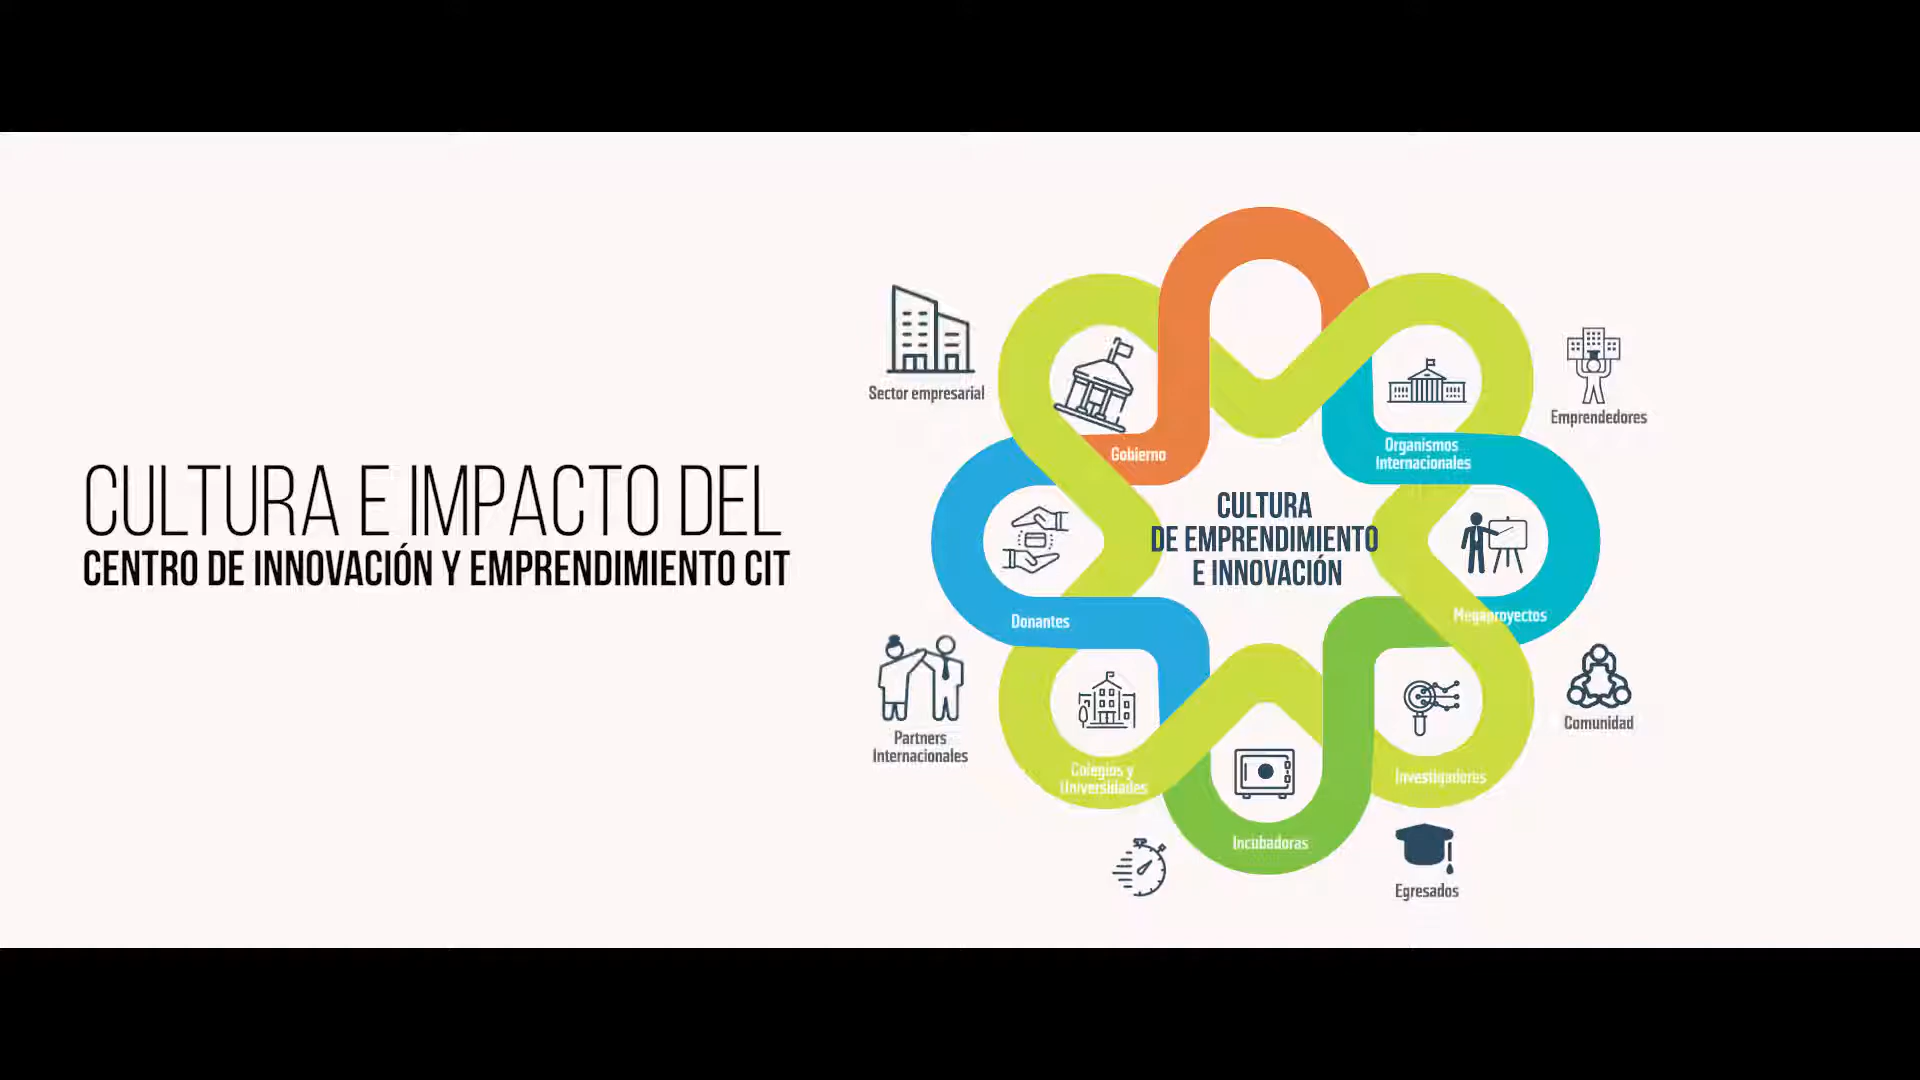 CULTURA E IMPACTO DEL
CENTRO DE INNOVACIÓN Y EMPRENDIMIENTO CIT
Sector empresarial
Emprendedores
Gobierno
Organismos
Internacionales
CULTURA
DE EMPRENDIMIENTO
E INNOVACIÓN
Donantes
Megaproyectos
Partners
Internacionales
Comunidad
Colegios y
Universidades
Investigadores
Incubadoras
Egresados